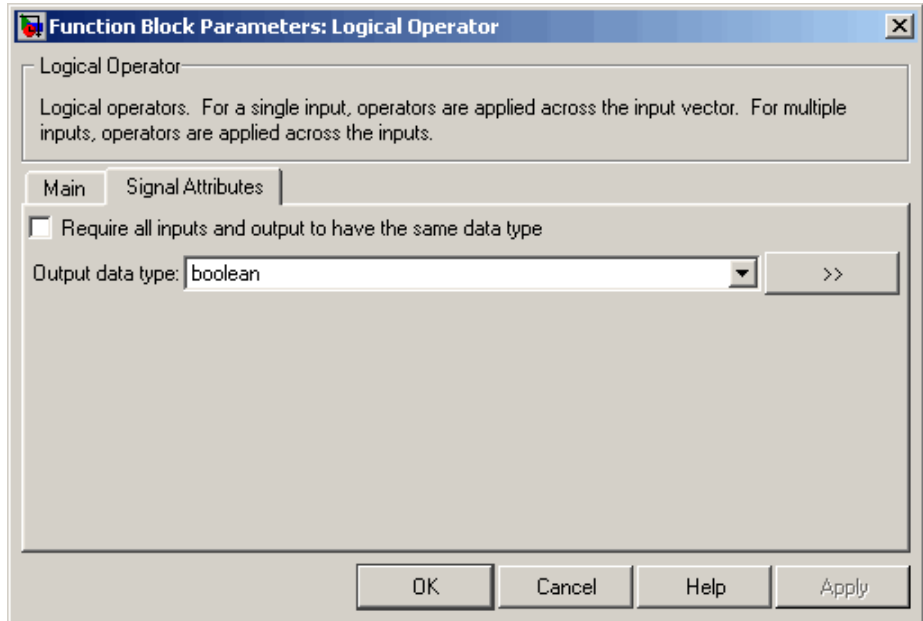 Function Block Parameters: Logical Operator
Logical Operator
Logical operators. For a single input, operators are applied across the input vector. For multiple
inputs, operators are applied across the inputs.
Main
Signal Attributes
Require all inputs and output to have the same data type
Output data type: boolean
>>
OK
Cancel
Help
Apply